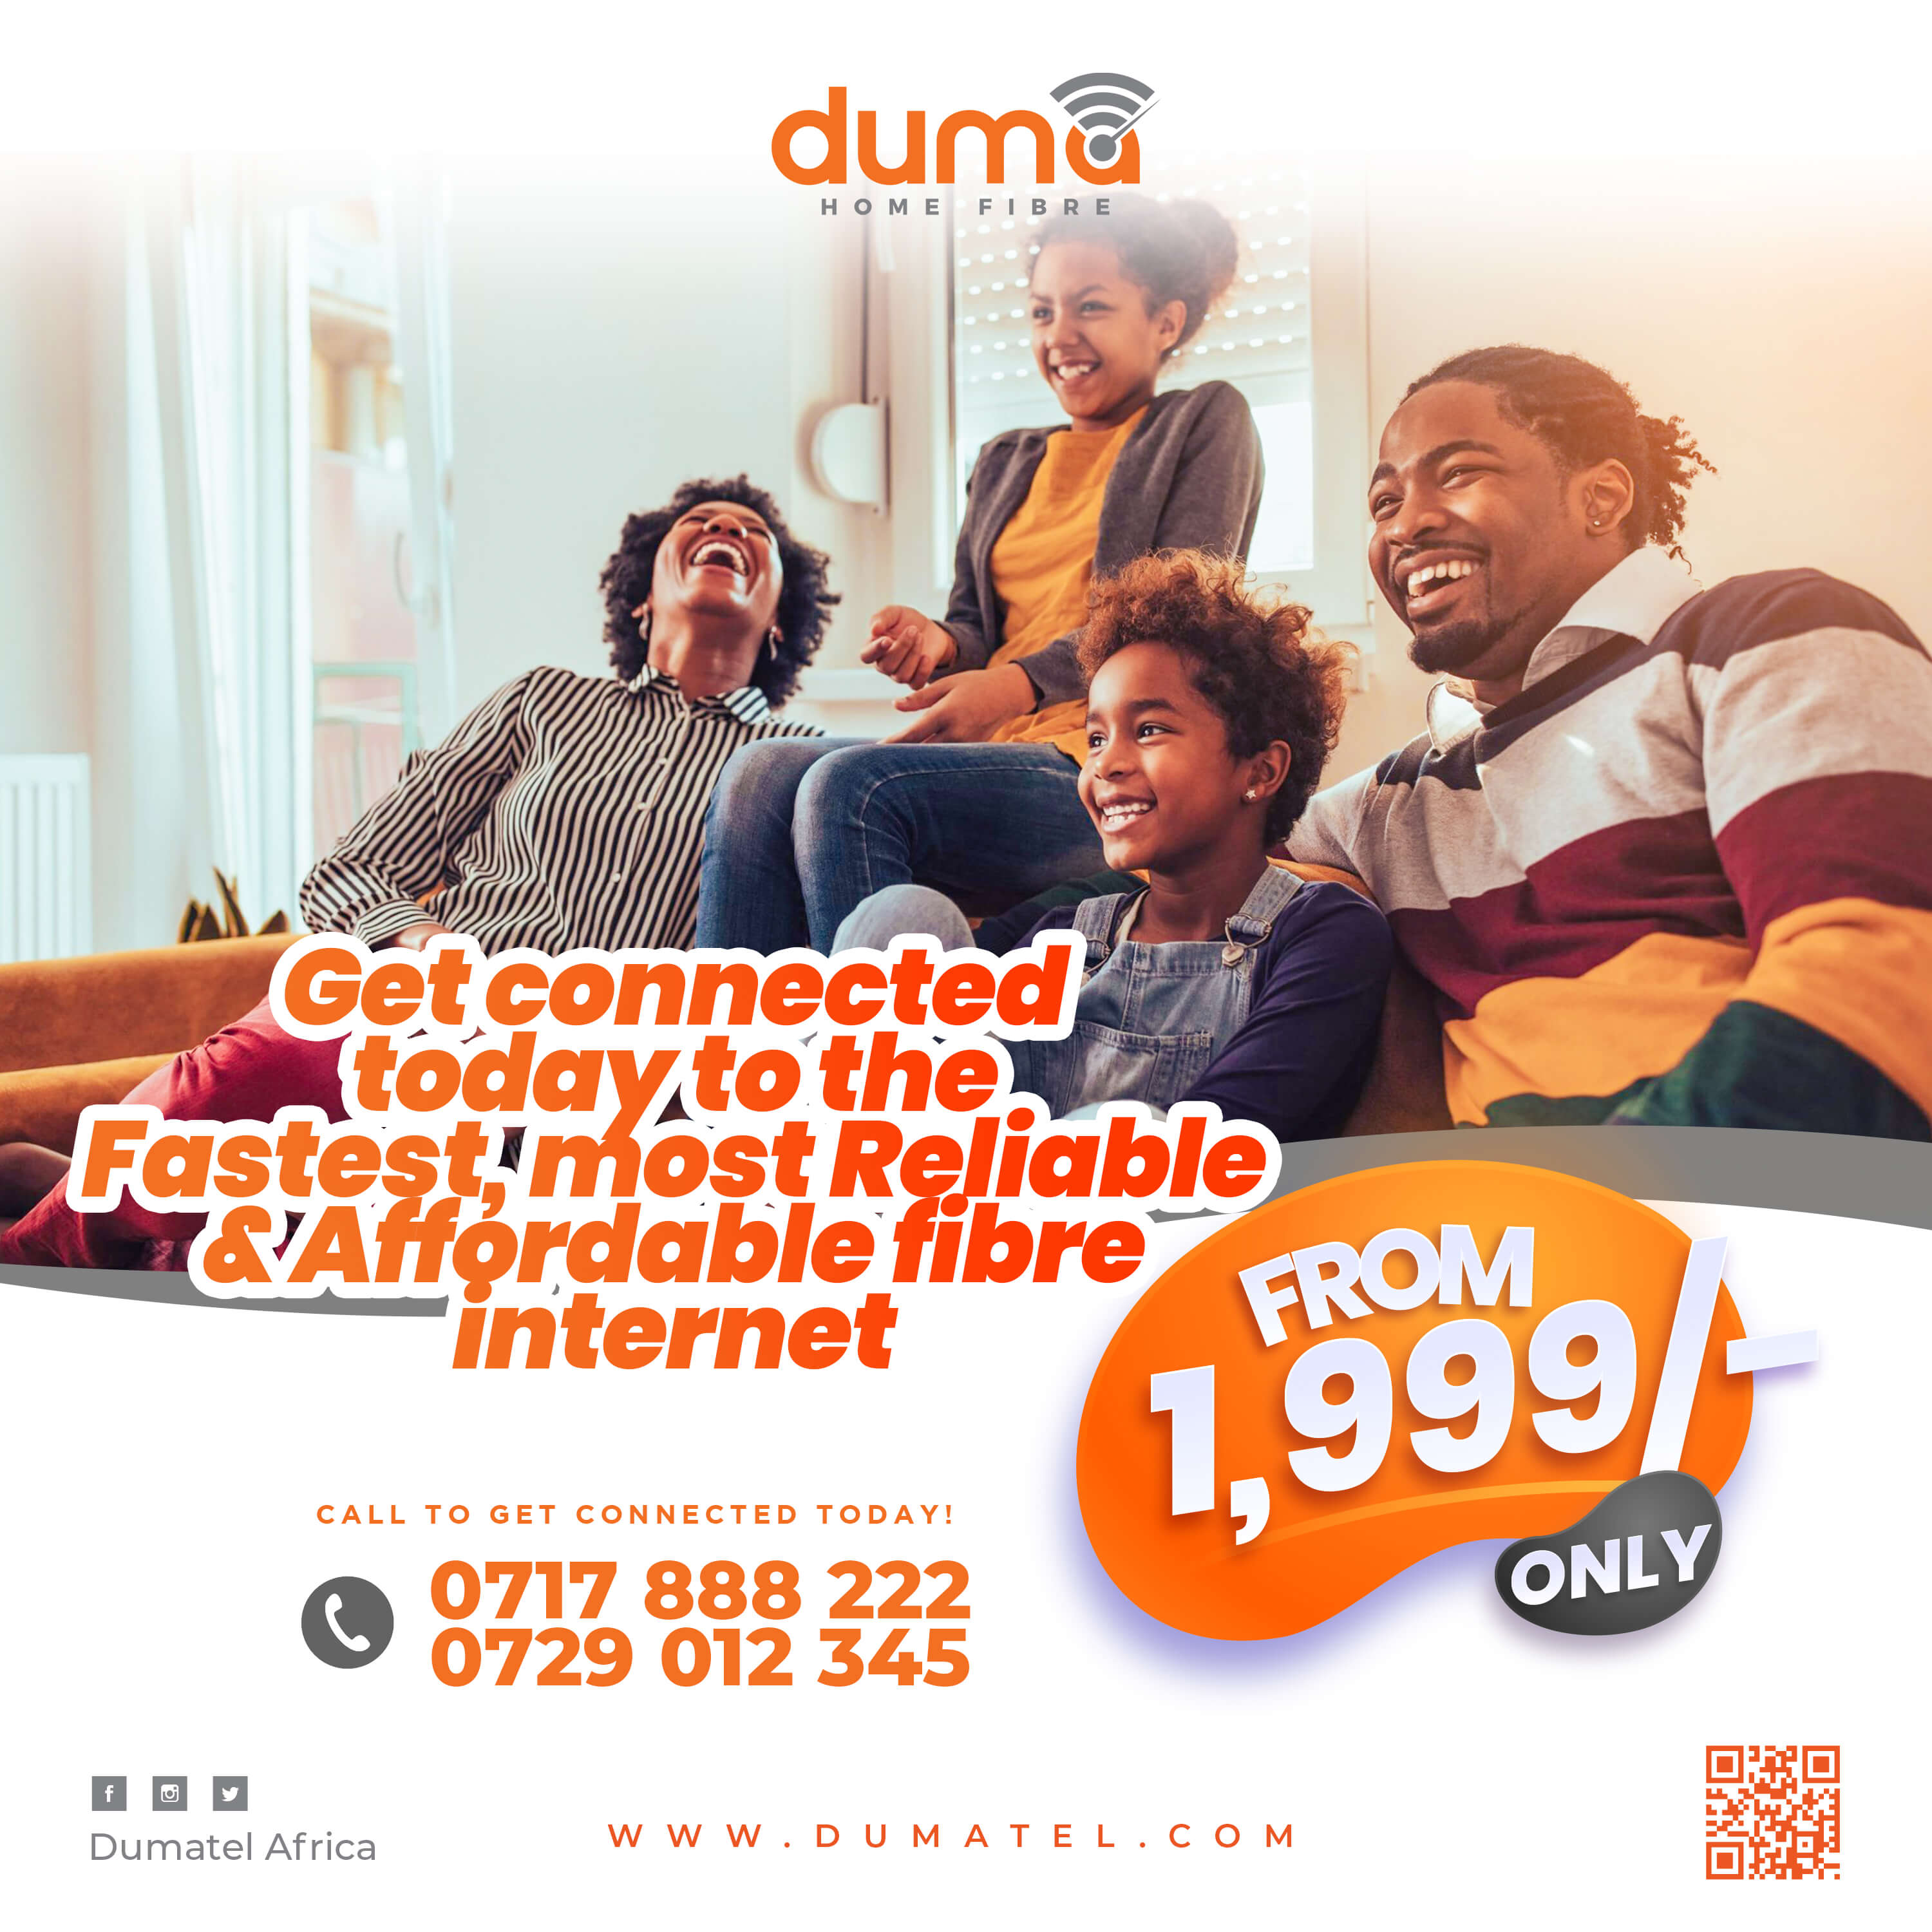 duma
HOME FIBRE
Get connected
today to the
Fastest, most Reliable
& Affordable fibre
internet
FROM
1,999/-
ONLY
CALL TO GET CONNECTED TODAY!
0717 888 222
0729 012 345
Dumatel Africa
WWW.DUMATEL.COM